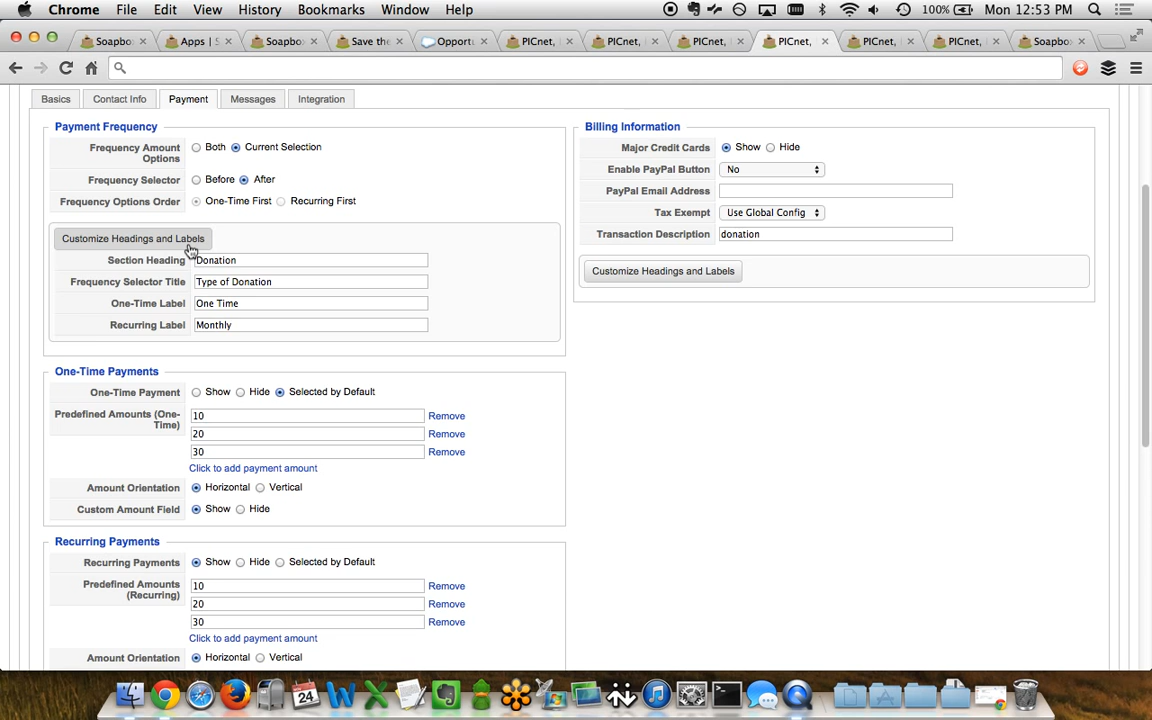 Chrome File Edit View History Bookmarks Window Help 100% Mon 12:53 PM
Soapbo Apps | S Soapbo Save the Opportu PICnet, PICnet, PICnet, PICnet, PICnet, PICnet, Soapbo
Basics Contact Info Payment Messages Integration
Payment Frequency
Frequency Amount Options Both Current Selection
Frequency Selector Before After
Frequency Options Order One-Time First Recurring First
Customize Headings and Labels
Section Heading Donation
Frequency Selector Title Type of Donation
One-Time Label One Time
Recurring Label Monthly
One-Time Payments
One-Time Payment Show Hide Selected by Default
Predefined Amounts (One-Time) 10 Remove
20 Remove
30 Remove
Click to add payment amount
Amount Orientation Horizontal Vertical
Custom Amount Field Show Hide
Recurring Payments
Recurring Payments Show Hide Selected by Default
Predefined Amounts (Recurring) 10 Remove
20 Remove
30 Remove
Click to add payment amount
Amount Orientation Horizontal Vertical
Billing Information
Major Credit Cards Show Hide
Enable PayPal Button No
PayPal Email Address
Tax Exempt Use Global Config
Transaction Description donation
Customize Headings and Labels
24